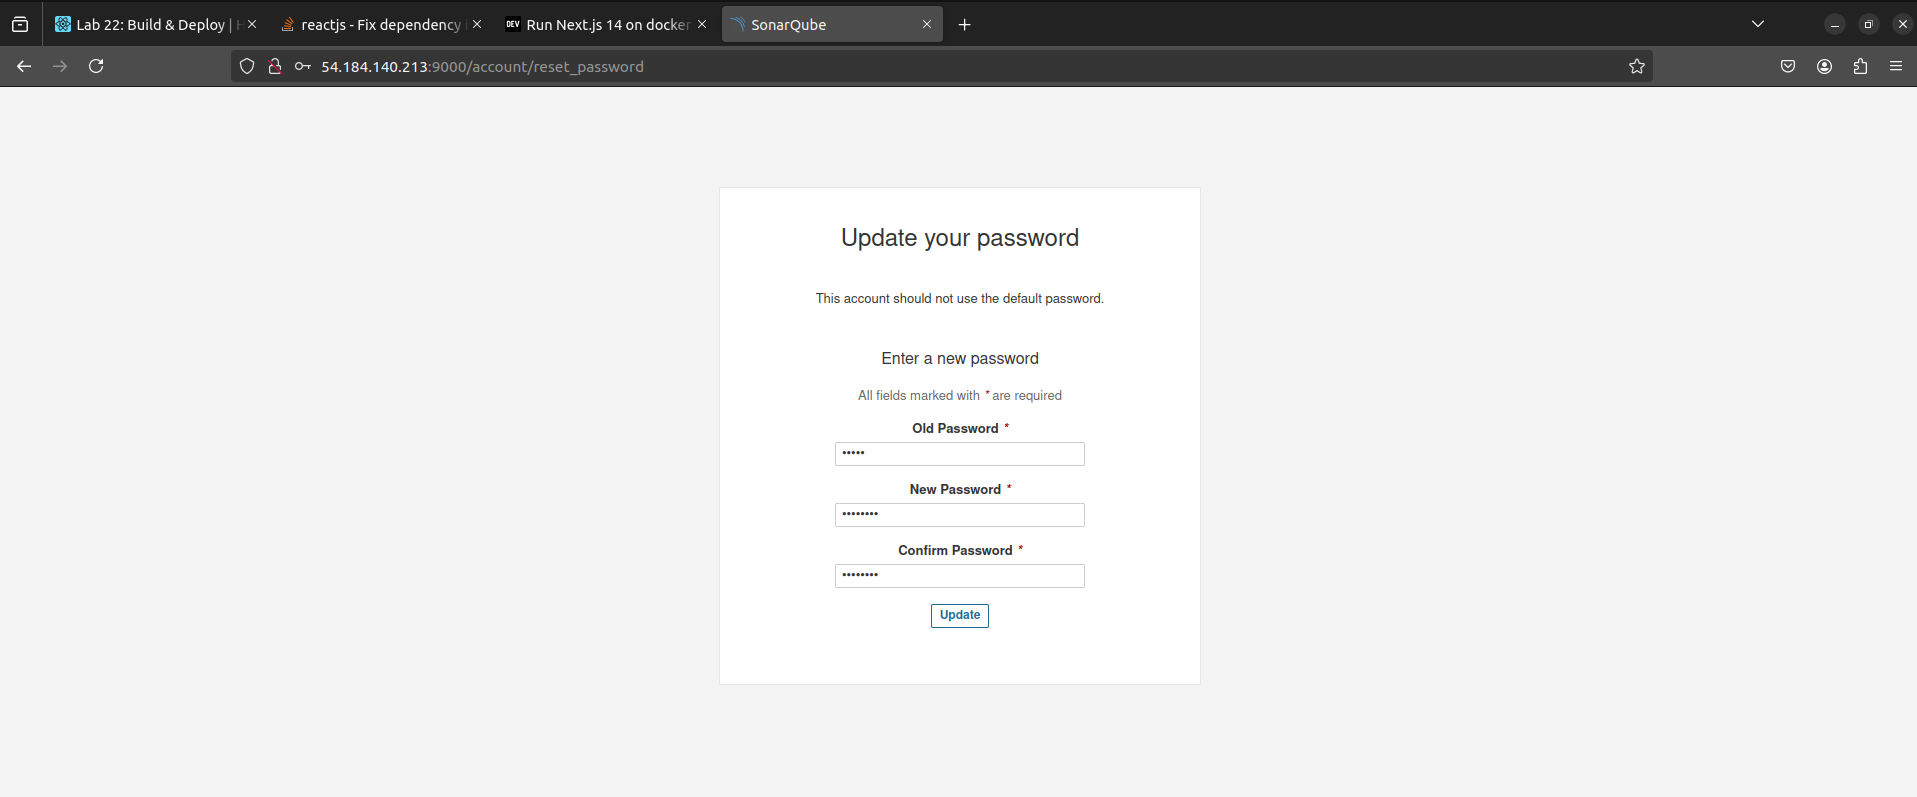 Lab 22: Build & Deploy | H
reactjs - Fix dependency i
DEV Run Next.js 14 on docker
SonarQube
54.184.140.213:9000/account/reset_password
Update your password
This account should not use the default password.
Enter a new password
All fields marked with * are required
Old Password *
•••••
New Password *
••••••••
Confirm Password *
••••••••
Update